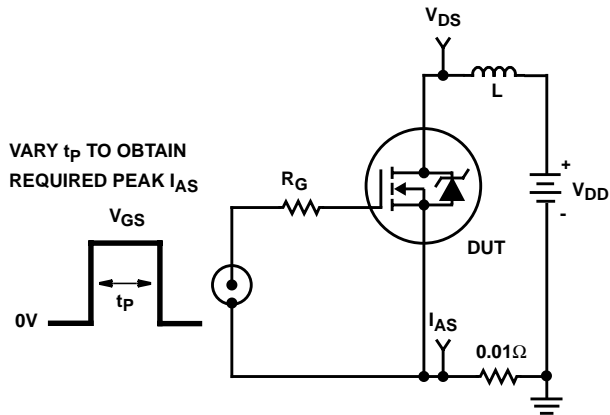 V_DS
L
VARY t_P TO OBTAIN
REQUIRED PEAK I_AS
R_G
+
V_DD
-
V_GS
DUT
t_P
0V
I_AS
0.01Ω